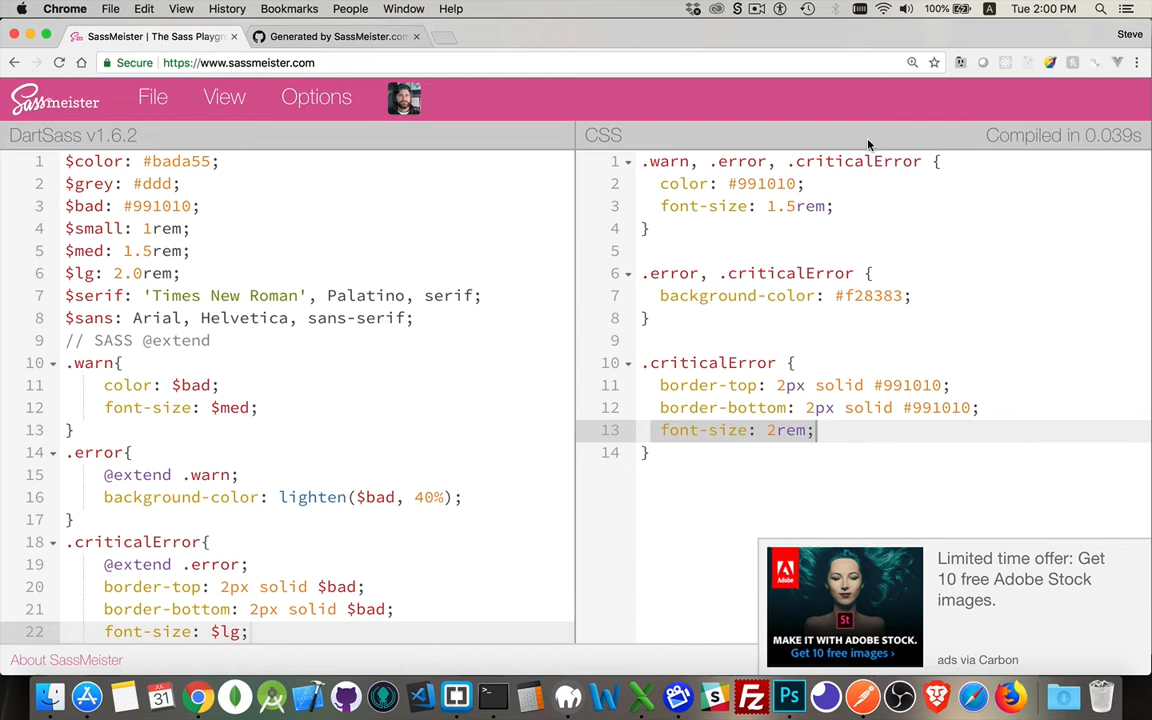 Chrome File Edit View History Bookmarks People Window Help 100% A Tue 2:00 PM
SassMeister | The Sass Playgr Generated by SassMeister.com Steve
Secure https://www.sassmeister.com
Sassmeister File View Options
DartSass v1.6.2
1 $color: #bada55;
2 $grey: #ddd;
3 $bad: #991010;
4 $small: 1rem;
5 $med: 1.5rem;
6 $lg: 2.0rem;
7 $serif: 'Times New Roman', Palatino, serif;
8 $sans: Arial, Helvetica, sans-serif;
9 // SASS @extend
10 .warn{
11 color: $bad;
12 font-size: $med;
13 }
14 .error{
15 @extend .warn;
16 background-color: lighten($bad, 40%);
17 }
18 .criticalError{
19 @extend .error;
20 border-top: 2px solid $bad;
21 border-bottom: 2px solid $bad;
22 font-size: $lg;
CSS Compiled in 0.039s
1 .warn, .error, .criticalError {
2 color: #991010;
3 font-size: 1.5rem;
4 }
5
6 .error, .criticalError {
7 background-color: #f28383;
8 }
9
10 .criticalError {
11 border-top: 2px solid #991010;
12 border-bottom: 2px solid #991010;
13 font-size: 2rem;
14 }
Adobe
St
MAKE IT WITH ADOBE STOCK.
Get 10 free images ›
Limited time offer: Get
10 free Adobe Stock
images.
ads via Carbon
About SassMeister
31